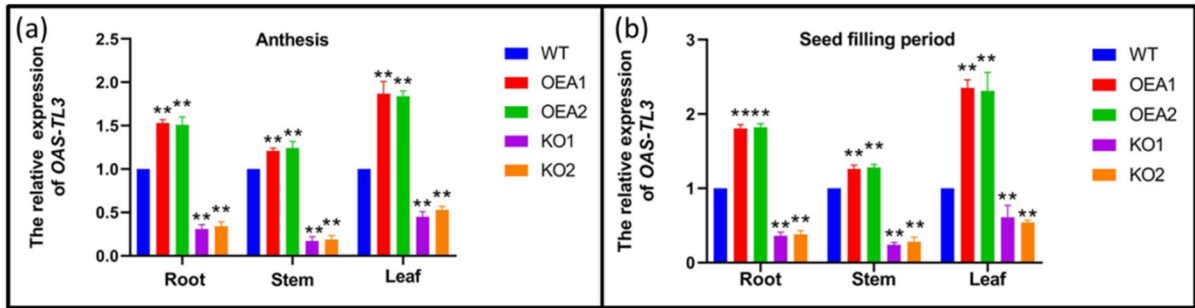 (a)
Anthesis
The relative expression
of OAS-TL3
2.5
2.0
1.5
1.0
0.5
0.0
** ** ** ** ** ** ** ** ** ** ** **
Root Stem Leaf
WT
OEA1
OEA2
KO1
KO2
(b)
Seed filling period
The relative expression
of OAS-TL3
3
2
1
0
**** ** ** ** ** ** ** ** ** ** **
Root Stem Leaf
WT
OEA1
OEA2
KO1
KO2